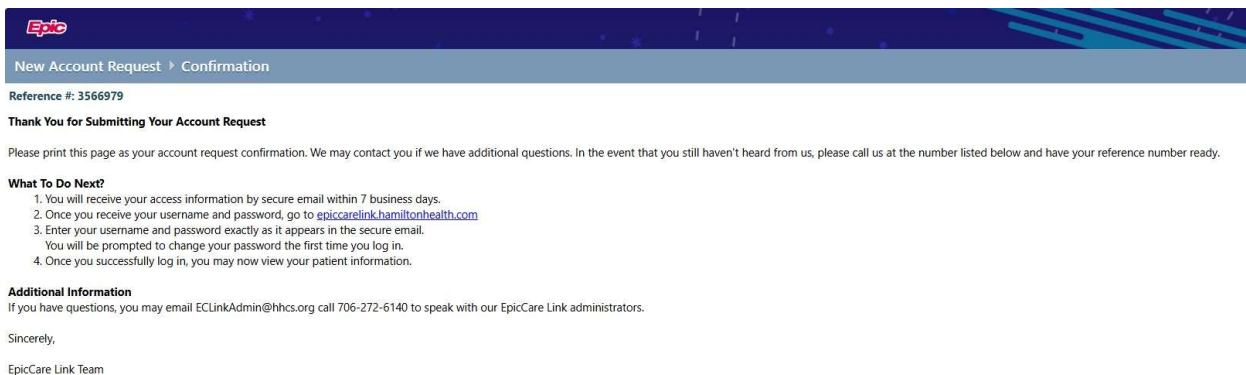 Epic
New Account Request ▸ Confirmation
Reference #: 3566979
Thank You for Submitting Your Account Request
Please print this page as your account request confirmation. We may contact you if we have additional questions. In the event that you still haven't heard from us, please call us at the number listed below and have your reference number ready.
What To Do Next?
1. You will receive your access information by secure email within 7 business days.
2. Once you receive your username and password, go to epiccarelink.hamiltonhealth.com
3. Enter your username and password exactly as it appears in the secure email.
You will be prompted to change your password the first time you log in.
4. Once you successfully log in, you may now view your patient information.
Additional Information
If you have questions, you may email ECLinkAdmin@hhcs.org call 706-272-6140 to speak with our EpicCare Link administrators.
Sincerely,
EpicCare Link Team